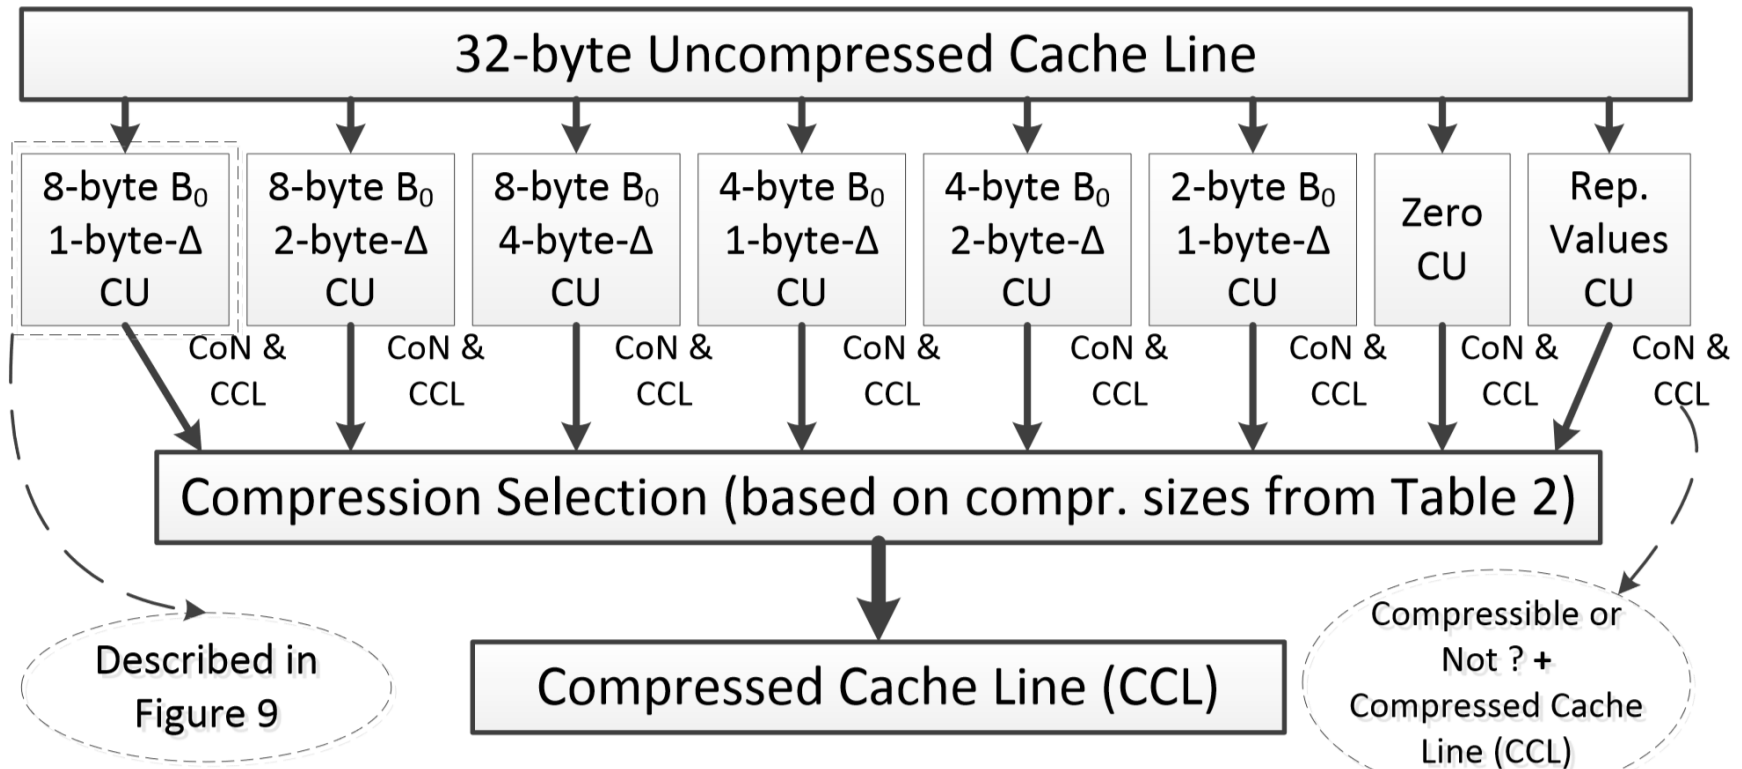 32-byte Uncompressed Cache Line
8-byte B₀
1-byte-Δ
CU
8-byte B₀
2-byte-Δ
CU
8-byte B₀
4-byte-Δ
CU
4-byte B₀
1-byte-Δ
CU
4-byte B₀
2-byte-Δ
CU
2-byte B₀
1-byte-Δ
CU
Zero
CU
Rep.
Values
CU
CoN &
CCL
CoN &
CCL
CoN &
CCL
CoN &
CCL
CoN &
CCL
CoN &
CCL
CoN &
CCL
CoN &
CCL
Compression Selection (based on compr. sizes from Table 2)
Described in
Figure 9
Compressed Cache Line (CCL)
Compressible or
Not ? +
Compressed Cache
Line (CCL)